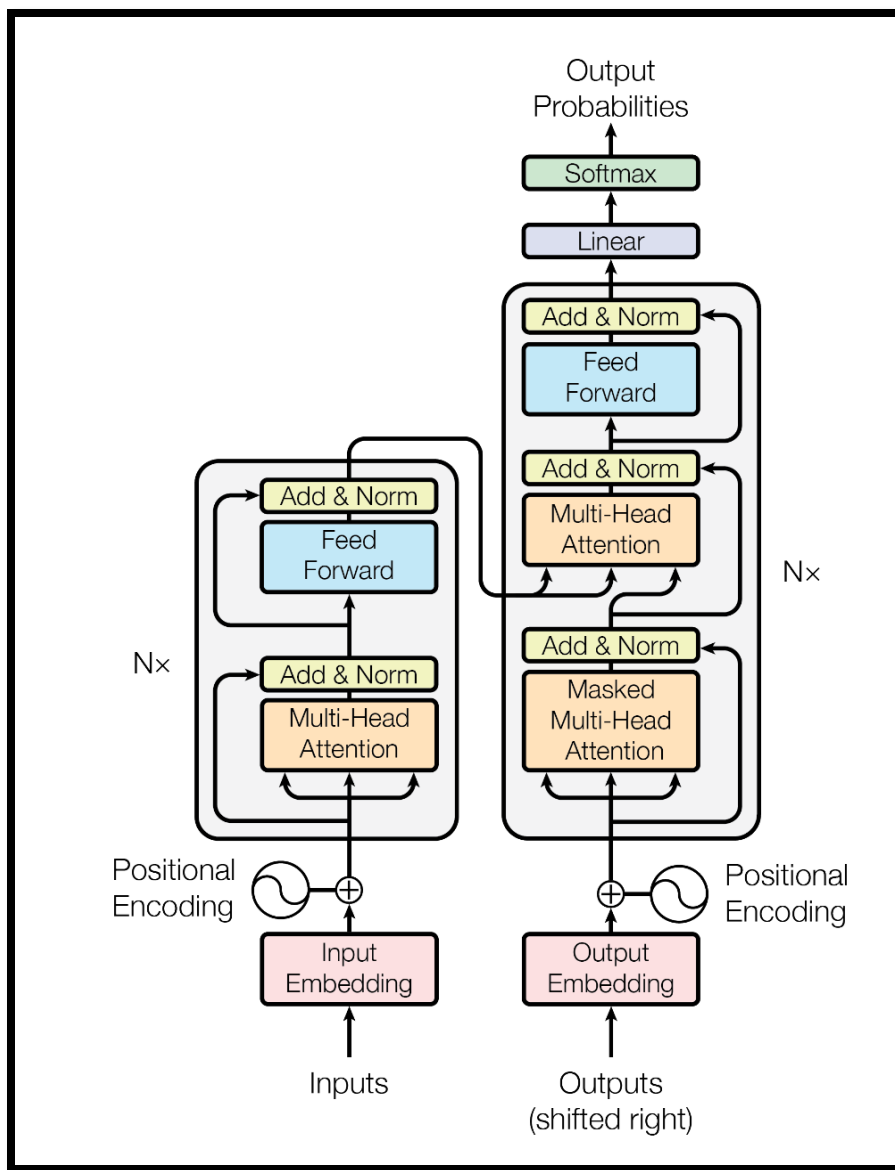 Output
Probabilities
Softmax
Linear
Add & Norm
Feed
Forward
Add & Norm
Multi-Head
Attention
Add & Norm
Masked
Multi-Head
Attention
N×
Add & Norm
Feed
Forward
Add & Norm
Multi-Head
Attention
N×
Positional
Encoding
Positional
Encoding
Input
Embedding
Output
Embedding
Inputs
Outputs
(shifted right)